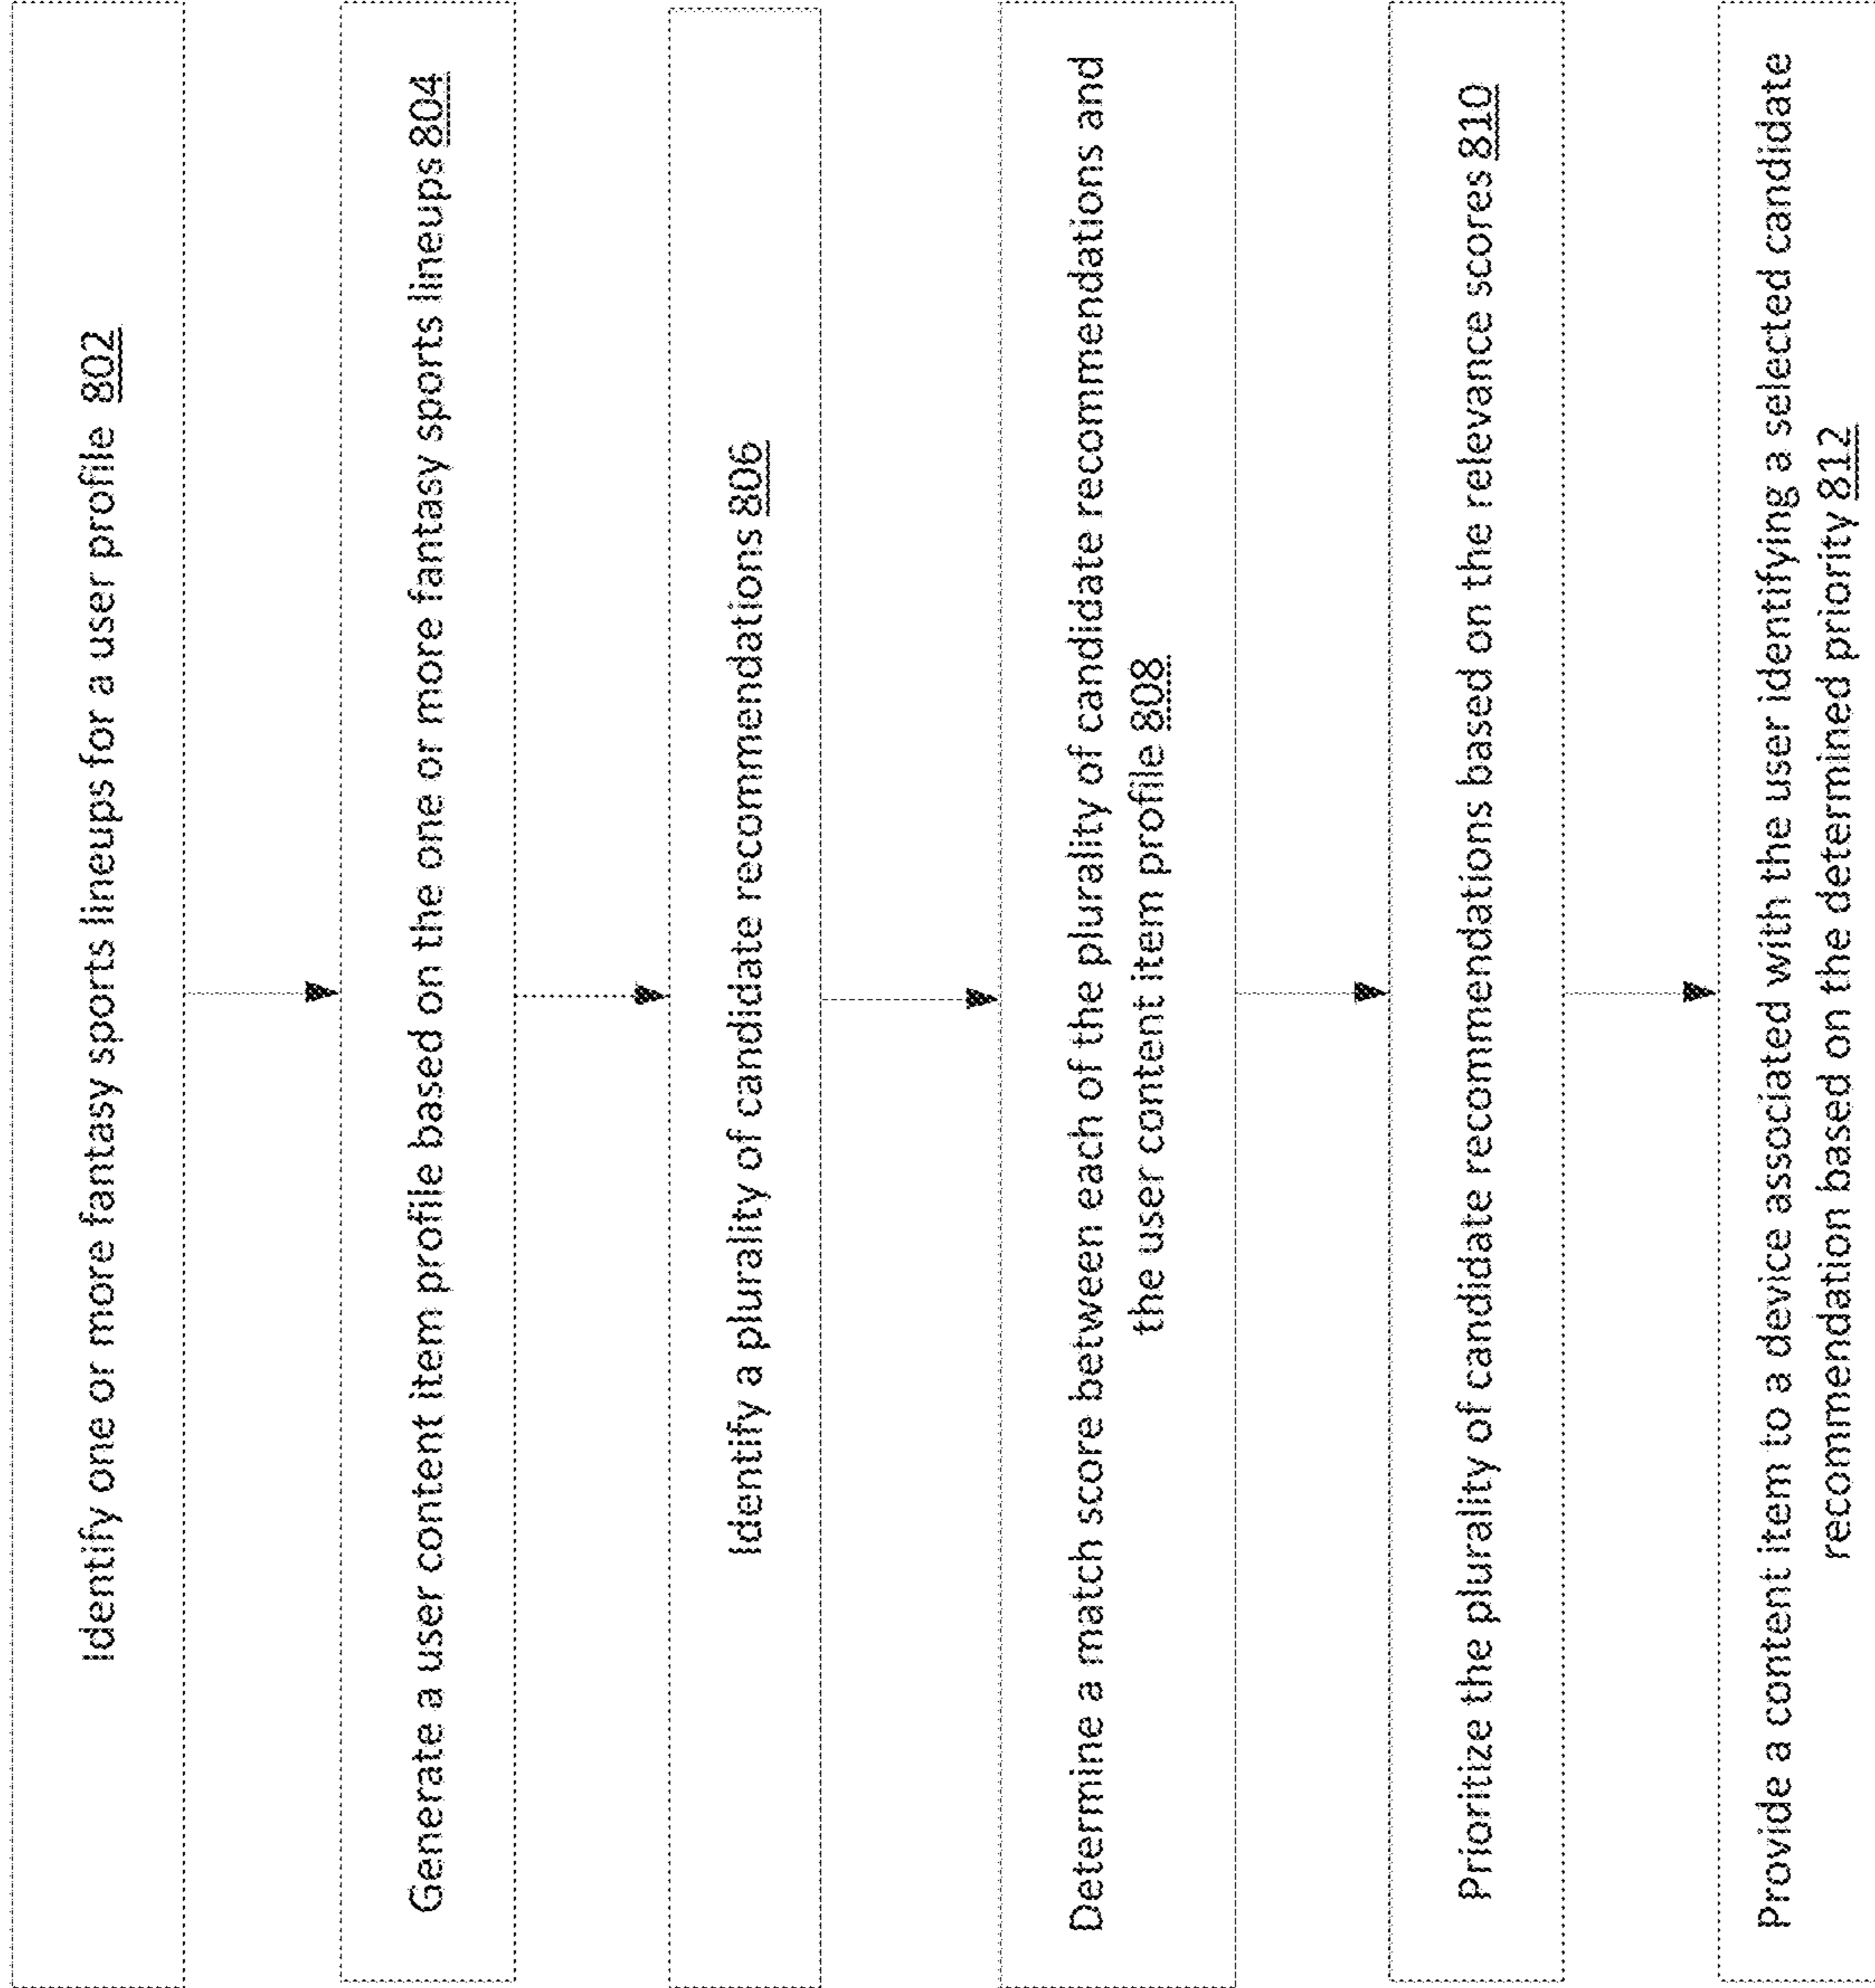 Identify one or more fantasy sports lineups for a user profile 802
Generate a user content item profile based on the one or more fantasy sports lineups 804
Identify a plurality of candidate recommendations 806
Determine a match score between each of the plurality of candidate recommendations and
the user content item profile 808
Prioritize the plurality of candidate recommendations based on the relevance scores 810
Provide a content item to a device associated with the user identifying a selected candidate
recommendation based on the determined priority 812